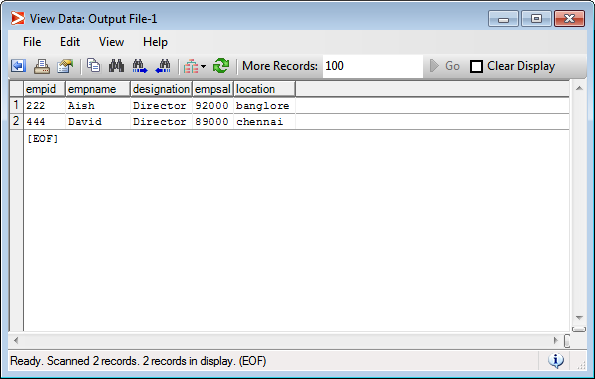 View Data: Output File-1
File Edit View Help
More Records: 100 Go Clear Display
empid empname designation empsal location
1 222 Aish Director 92000 banglore
2 444 David Director 89000 chennai
[EOF]
Ready. Scanned 2 records. 2 records in display. (EOF)